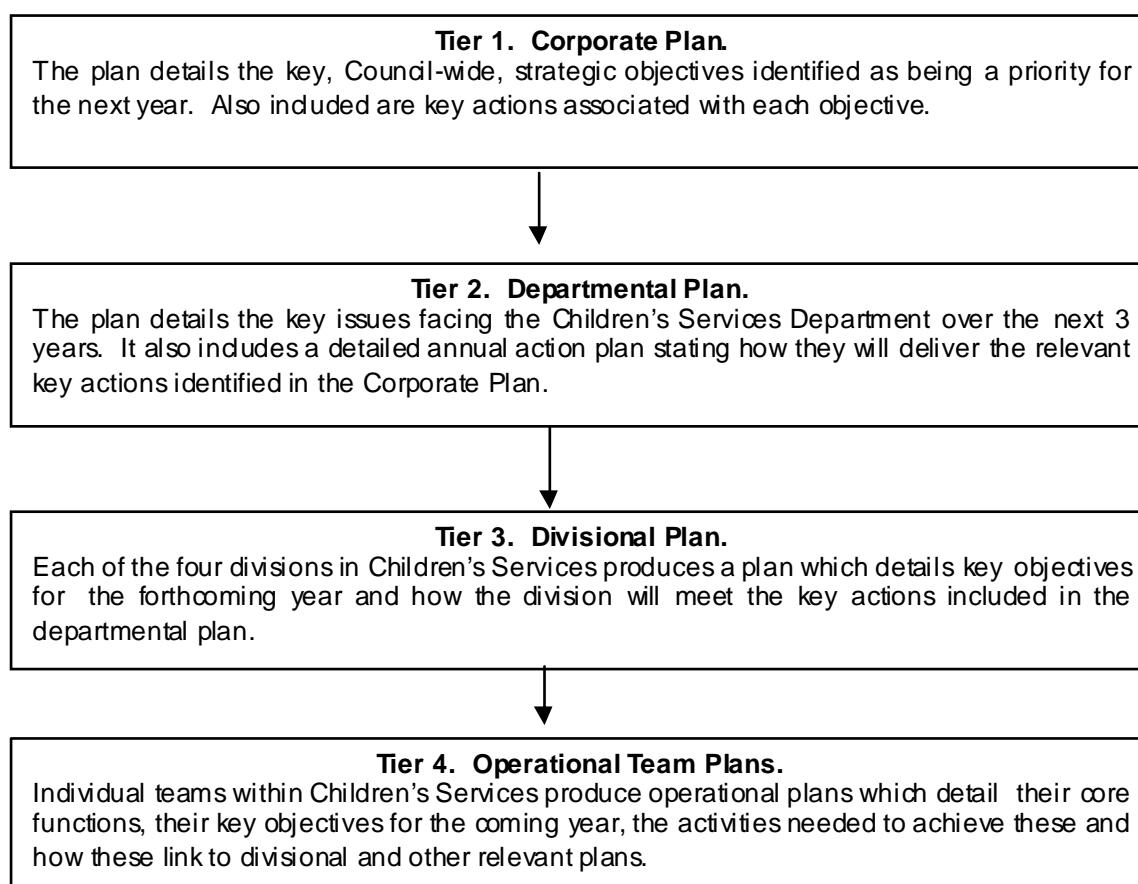 Tier 1. Corporate Plan.
The plan details the key, Council-wide, strategic objectives identified as being a priority for
the next year. Also included are key actions associated with each objective.
Tier 2. Departmental Plan.
The plan details the key issues facing the Children's Services Department over the next 3
years. It also includes a detailed annual action plan stating how they will deliver the relevant
key actions identified in the Corporate Plan.
Tier 3. Divisional Plan.
Each of the four divisions in Children's Services produces a plan which details key objectives
for the forthcoming year and how the division will meet the key actions included in the
departmental plan.
Tier 4. Operational Team Plans.
Individual teams within Children's Services produce operational plans which detail their core
functions, their key objectives for the coming year, the activities needed to achieve these and
how these link to divisional and other relevant plans.